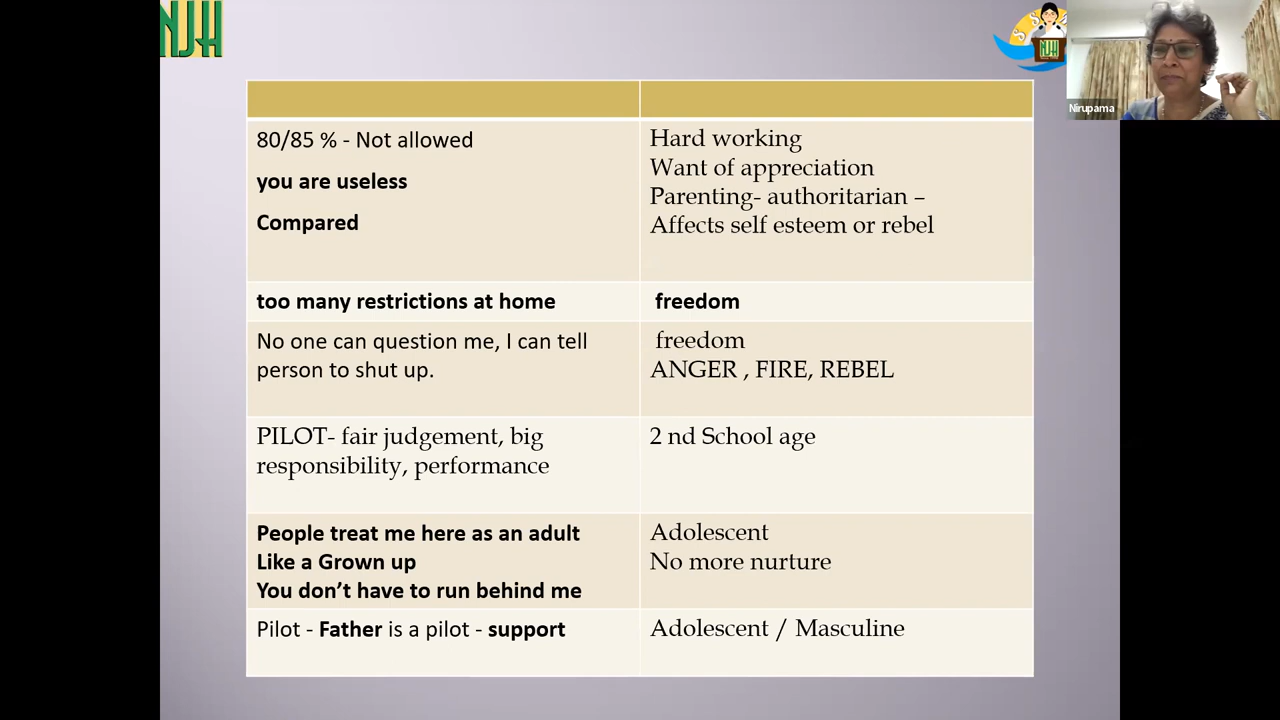 NJH
S S
NJH
Nirupama
80/85 % - Not allowed
you are useless
Compared
Hard working
Want of appreciation
Parenting- authoritarian –
Affects self esteem or rebel
too many restrictions at home
freedom
No one can question me, I can tell
person to shut up.
freedom
ANGER , FIRE, REBEL
PILOT- fair judgement, big
responsibility, performance
2 nd School age
People treat me here as an adult
Like a Grown up
You don’t have to run behind me
Adolescent
No more nurture
Pilot - Father is a pilot - support
Adolescent / Masculine